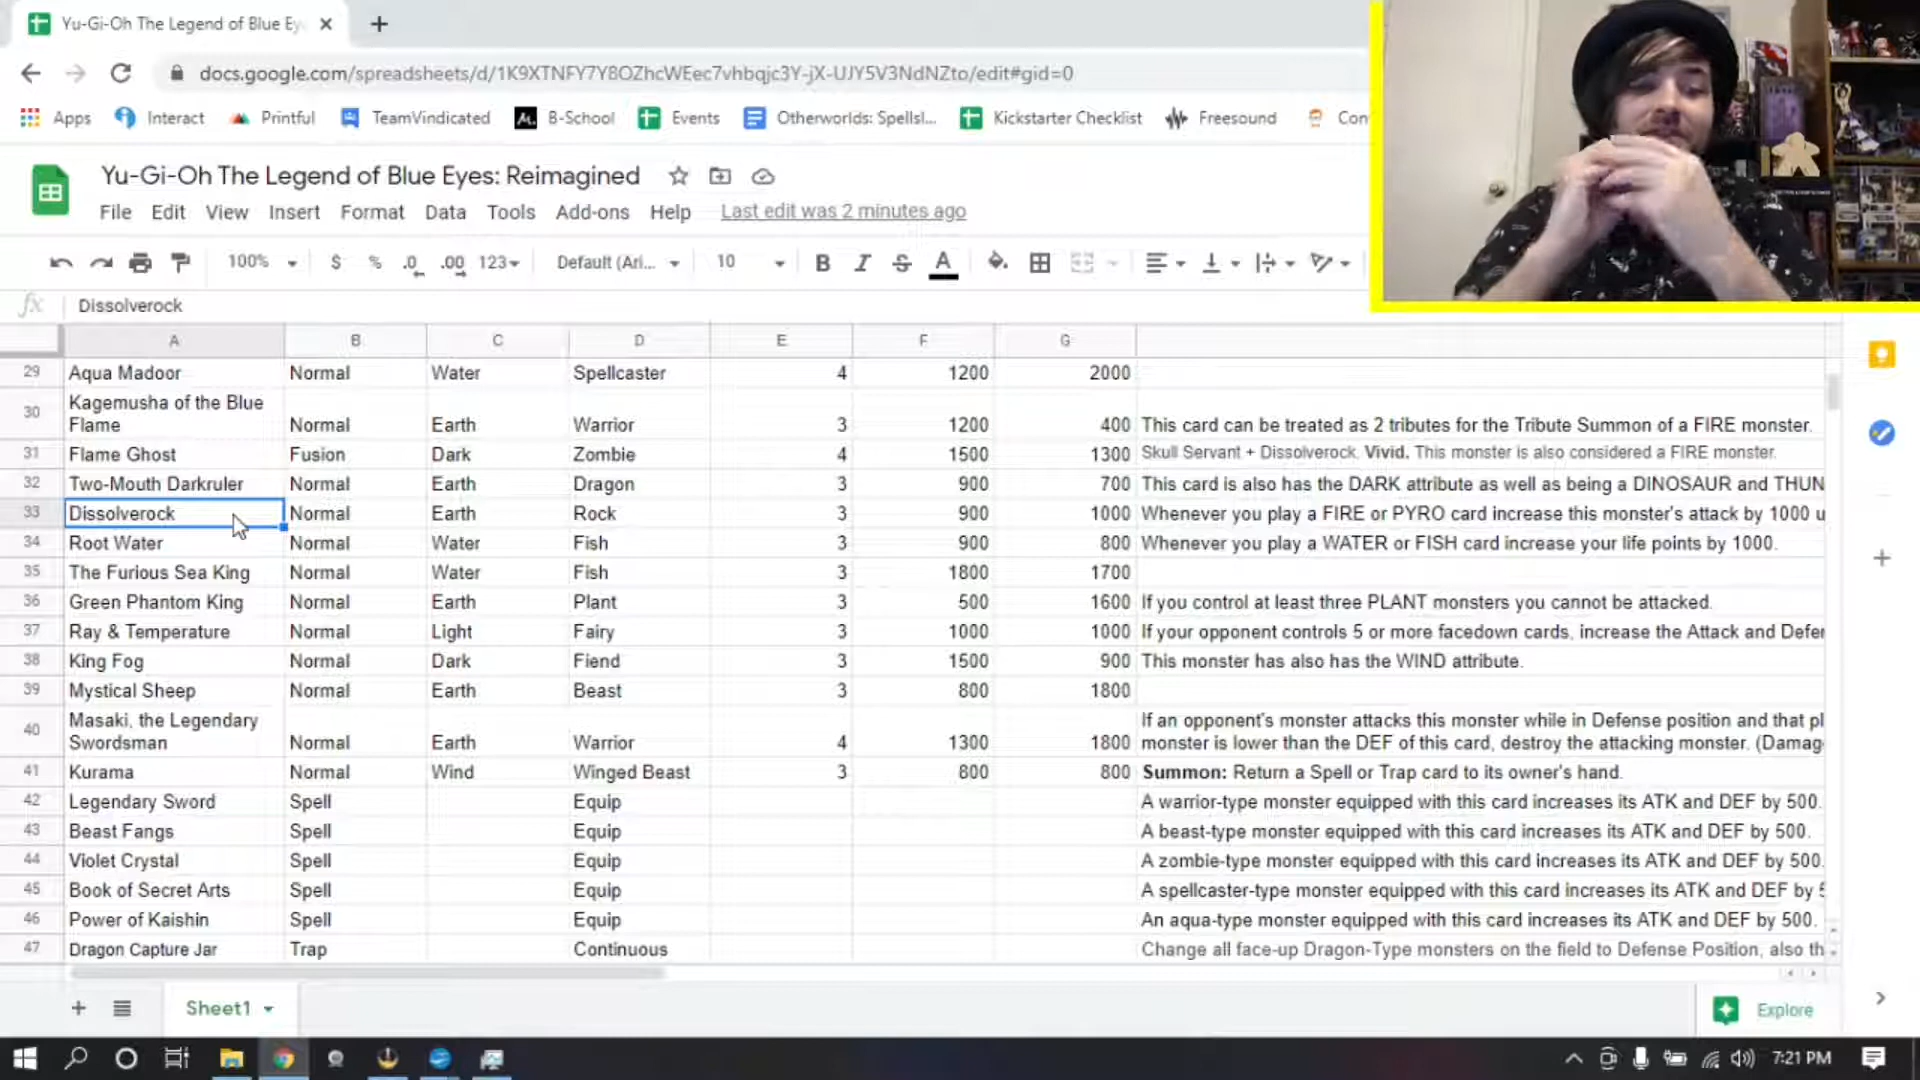 Yu-Gi-Oh The Legend of Blue Ey
docs.google.com/spreadsheets/d/1K9XTNFY7Y8OZhcWEec7vhbqjc3Y-jX-UJY5V3NdNZto/edit#gid=0
Apps Interact Printful TeamVindicated B-School Events Otherworlds: Spellsl... Kickstarter Checklist Freesound Con
Yu-Gi-Oh The Legend of Blue Eyes: Reimagined
File Edit View Insert Format Data Tools Add-ons Help Last edit was 2 minutes ago
100% $ % .0 .00 123 Default (Ari... 10 B I S A
fx Dissolverock
A B C D E F G
29 Aqua Madoor Normal Water Spellcaster 4 1200 2000
30 Kagemusha of the Blue Flame Normal Earth Warrior 3 1200 400 This card can be treated as 2 tributes for the Tribute Summon of a FIRE monster.
31 Flame Ghost Fusion Dark Zombie 4 1500 1300 Skull Servant + Dissolverock. Vivid. This monster is also considered a FIRE monster.
32 Two-Mouth Darkruler Normal Earth Dragon 3 900 700 This card is also has the DARK attribute as well as being a DINOSAUR and THUN
33 Dissolverock Normal Earth Rock 3 900 1000 Whenever you play a FIRE or PYRO card increase this monster's attack by 1000 u
34 Root Water Normal Water Fish 3 900 800 Whenever you play a WATER or FISH card increase your life points by 1000.
35 The Furious Sea King Normal Water Fish 3 1800 1700
36 Green Phantom King Normal Earth Plant 3 500 1600 If you control at least three PLANT monsters you cannot be attacked.
37 Ray & Temperature Normal Light Fairy 3 1000 1000 If your opponent controls 5 or more facedown cards, increase the Attack and Defer
38 King Fog Normal Dark Fiend 3 1500 900 This monster has also has the WIND attribute.
39 Mystical Sheep Normal Earth Beast 3 800 1800
40 Masaki, the Legendary Swordsman Normal Earth Warrior 4 1300 1800 If an opponent's monster attacks this monster while in Defense position and that pl
monster is lower than the DEF of this card, destroy the attacking monster. (Damag
41 Kurama Normal Wind Winged Beast 3 800 800 Summon: Return a Spell or Trap card to its owner's hand.
42 Legendary Sword Spell Equip A warrior-type monster equipped with this card increases its ATK and DEF by 500.
43 Beast Fangs Spell Equip A beast-type monster equipped with this card increases its ATK and DEF by 500.
44 Violet Crystal Spell Equip A zombie-type monster equipped with this card increases its ATK and DEF by 500.
45 Book of Secret Arts Spell Equip A spellcaster-type monster equipped with this card increases its ATK and DEF by 5
46 Power of Kaishin Spell Equip An aqua-type monster equipped with this card increases its ATK and DEF by 500.
47 Dragon Capture Jar Trap Continuous Change all face-up Dragon-Type monsters on the field to Defense Position, also th
Sheet1 Explore
7:21 PM